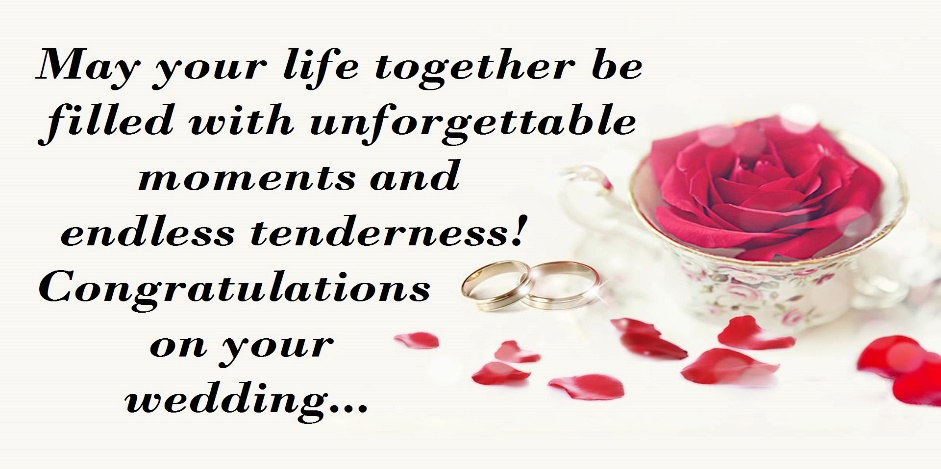 May your life together be
filled with unforgettable
moments and
endless tenderness!
Congratulations
on your
wedding...